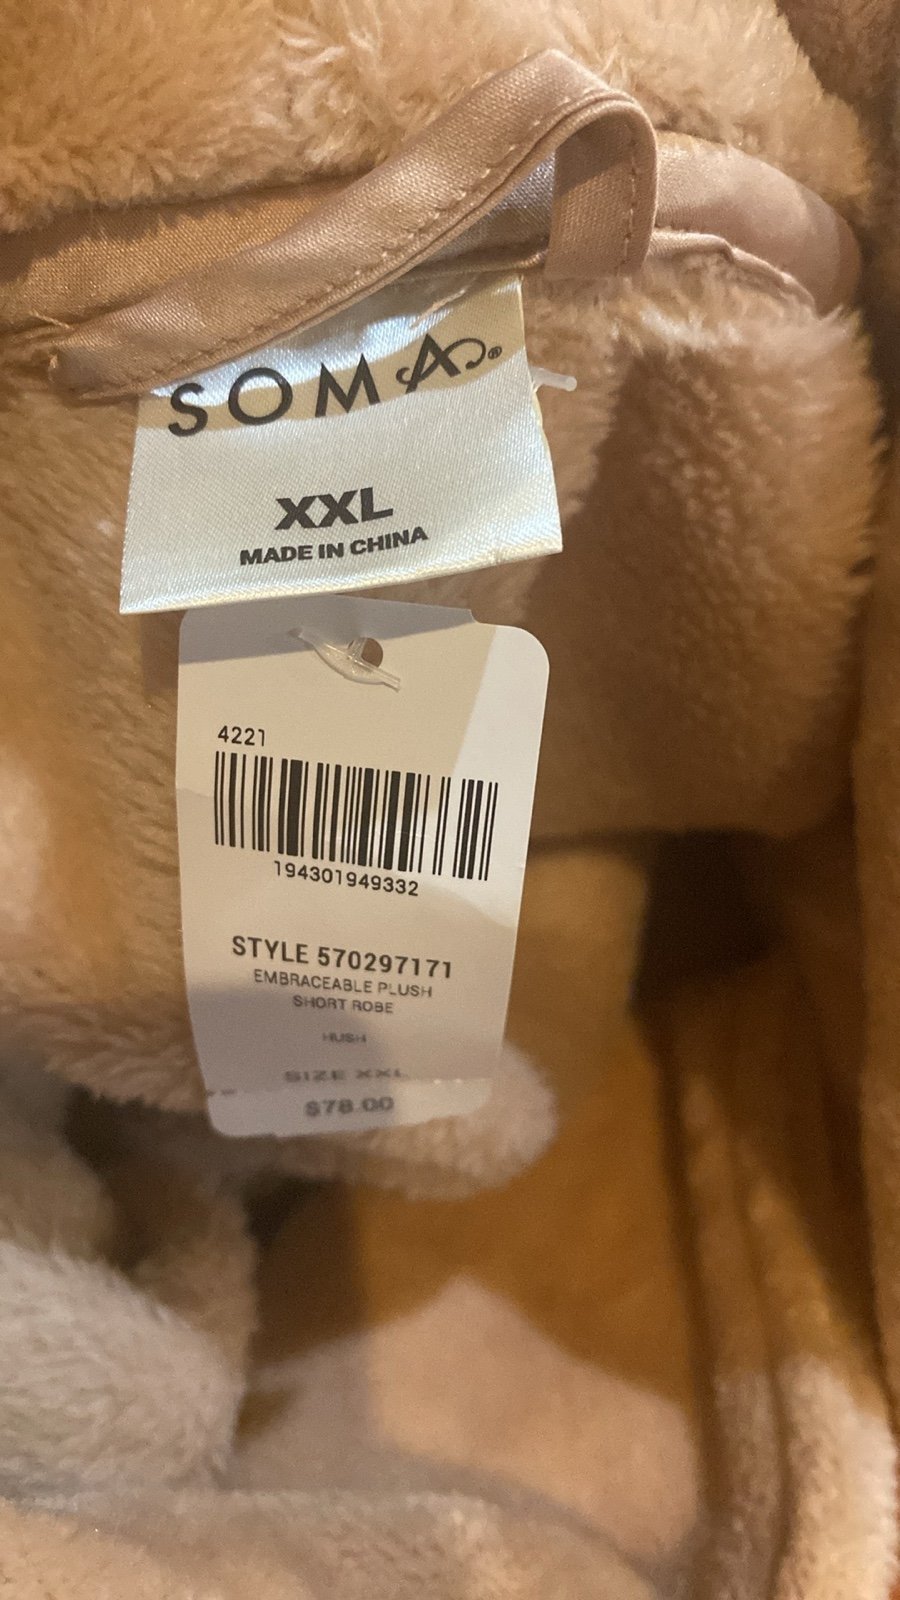 SOMA®
XXL
MADE IN CHINA
4221
194301949332
STYLE 570297171
EMBRACEABLE PLUSH
SHORT ROBE
HUSH
SIZE XXL
$78.00